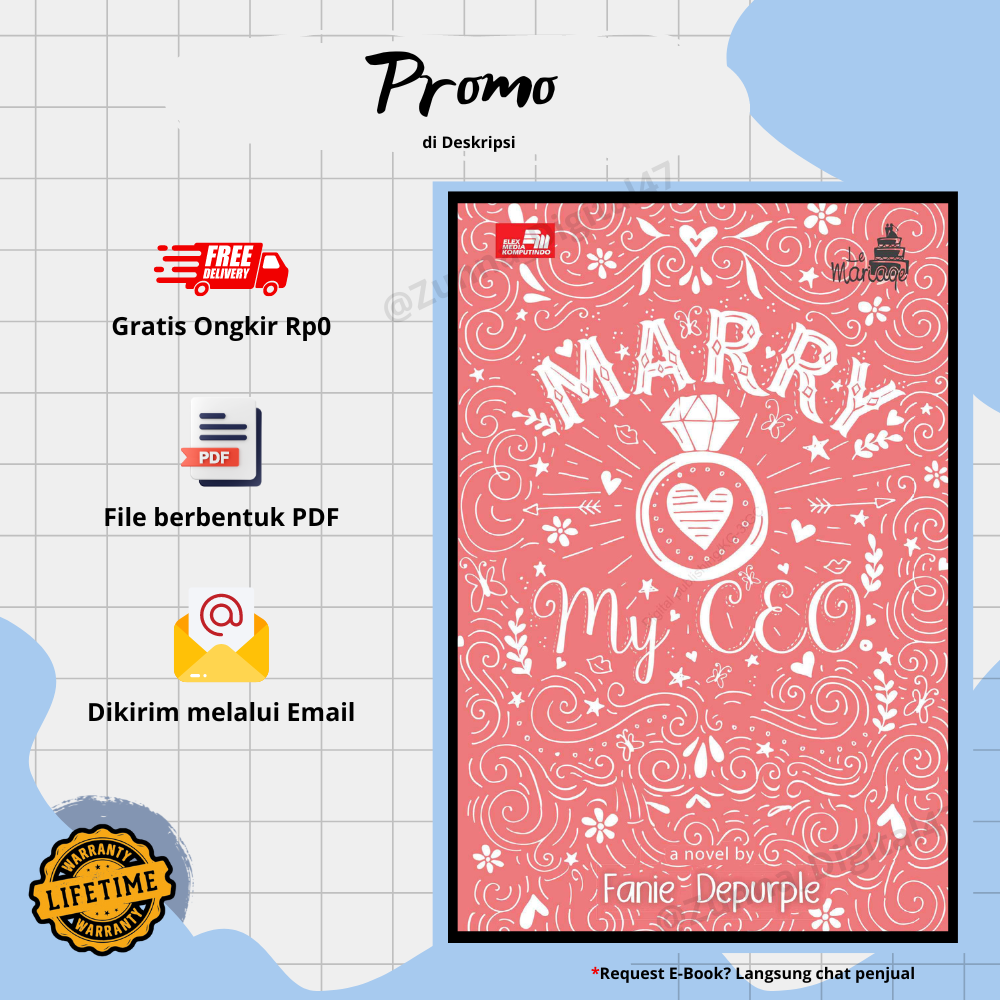 Promo
di Deskripsi
FREE
DELIVERY
Gratis Ongkir Rp0
PDF
File berbentuk PDF
@
Dikirim melalui Email
WARRANTY
LIFETIME
WARRANTY
ELEX
MEDIA
KOMPUTINDO
Le
Mariage
MARRY
My CEO
a novel by
Fanie Depurple
*Request E-Book? Langsung chat penjual